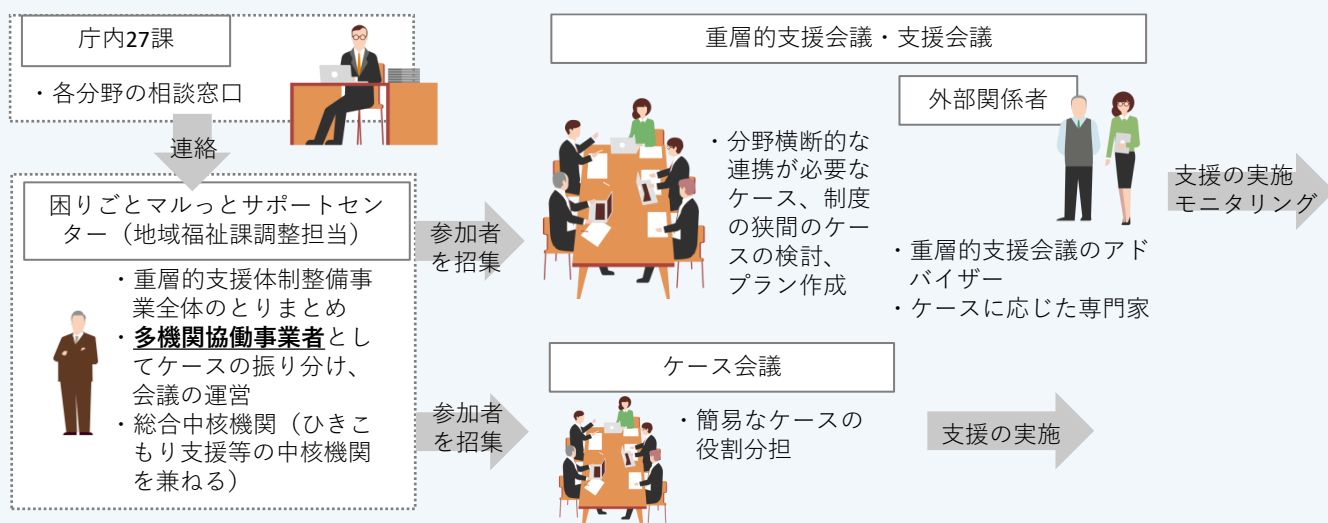 庁内27課
・各分野の相談窓口
連絡
困りごとマルっとサポートセン
ター（地域福祉課調整担当）
・重層的支援体制整備事
業全体のとりまとめ
・多機関協働事業者とし
てケースの振り分け、
会議の運営
・総合中核機関（ひきこ
もり支援等の中核機関
を兼ねる）
参加者
を招集
参加者
を招集
重層的支援会議・支援会議
・分野横断的な
連携が必要な
ケース、制度
の狭間のケー
スの検討、
プラン作成
外部関係者
・重層的支援会議のアド
バイザー
・ケースに応じた専門家
支援の実施
モニタリング
ケース会議
・簡易なケースの
役割分担
支援の実施